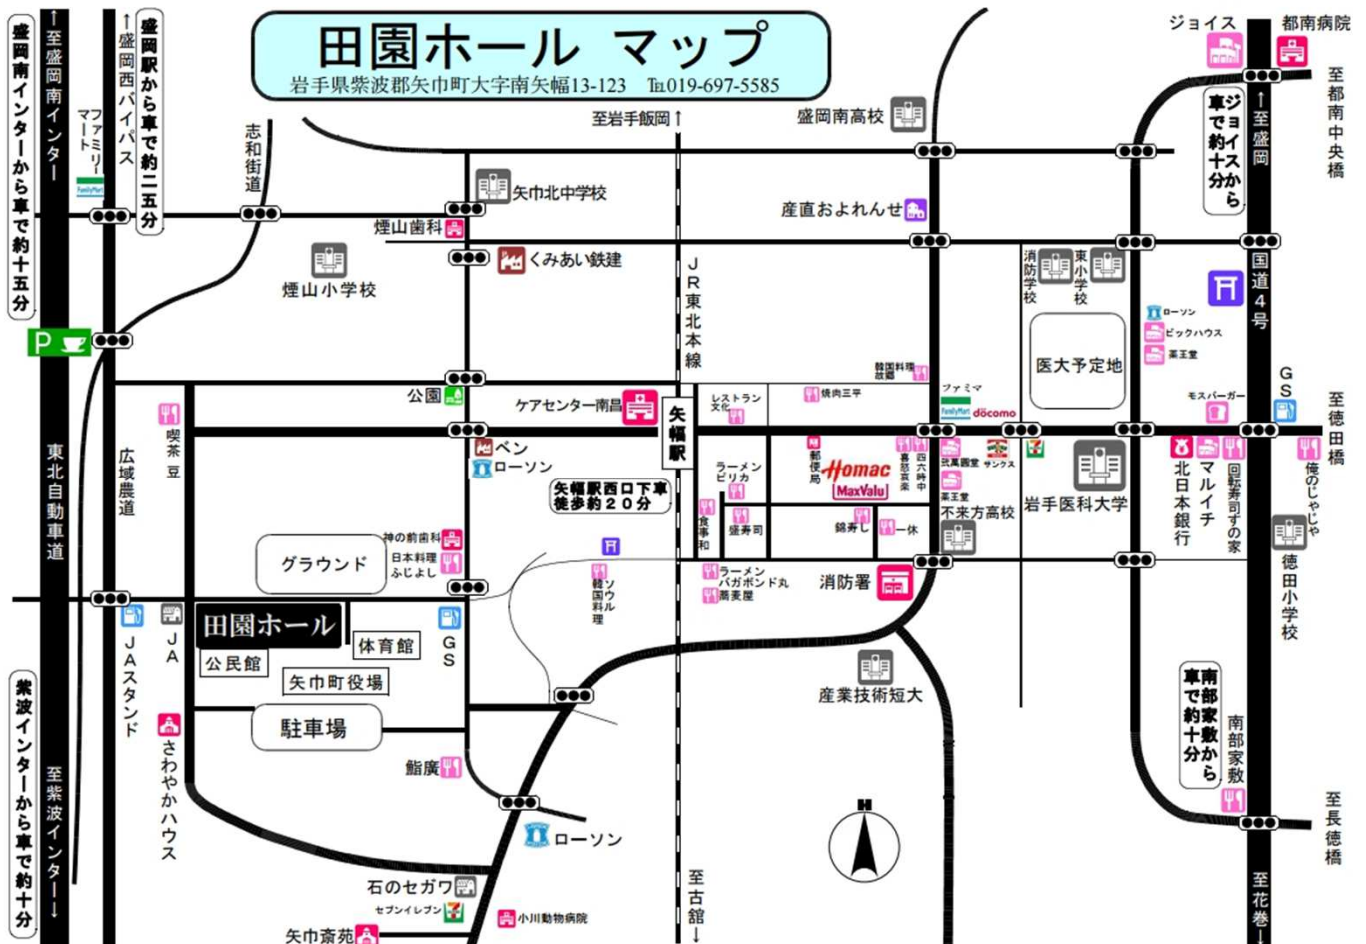 田園ホール マップ
岩手県紫波郡矢巾町大字南矢幅13-123 ℡019-697-5585
盛岡南インターから車で約十五分
←至盛岡南インター
←盛岡西バイパス
盛岡駅から車で約二五分
ファミリーマート
FamilyMart
志和街道
至岩手飯岡↑
盛岡南高校
ジョイス
都南病院
至都南中央橋
ジョイスから
車で約十分
←至盛岡
矢巾北中学校
煙山歯科
産直およれんせ
くみあい鉄建
煙山小学校
JR東北本線
消防学校
東小学校
国道4号
P
ローソン
ビックハウス
薬王堂
医大予定地
韓国料理
故郷
公園
ケアセンター南昌
矢幅駅
レストラン
文化
焼肉三平
ファミマ
FamilyMart
döcomo
モスバーガー
GS
至徳田橋
喫茶 豆
東北自動車道
広域農道
ベン
ローソン
矢幅駅西口下車
徒歩約20分
ラーメン
ピリカ
郵便局
Homac
MaxValu
喜怒哀楽
四六時中
弐萬圓堂
サンクス
薬王堂
不来方高校
岩手医科大学
北日本銀行
マルイチ
回転寿司すの家
俺のじゃじゃ
食事和
盛寿司
錦寿し
一休
徳田小学校
グラウンド
神の前歯科
日本料理
ふじよし
ソウル
韓国料理
ラーメン
バガボンド丸
蕎麦屋
消防署
田園ホール
体育館
公民館
矢巾町役場
駐車場
GS
JA
JAスタンド
産業技術短大
南部家敷から
車で約十分
南部家敷
紫波インターから車で約十分
至紫波インター→
さわやかハウス
鮨廣
ローソン
至長徳橋
石のセガワ
セブンイレブン
小川動物病院
矢巾斎苑
至古館→
至花巻→